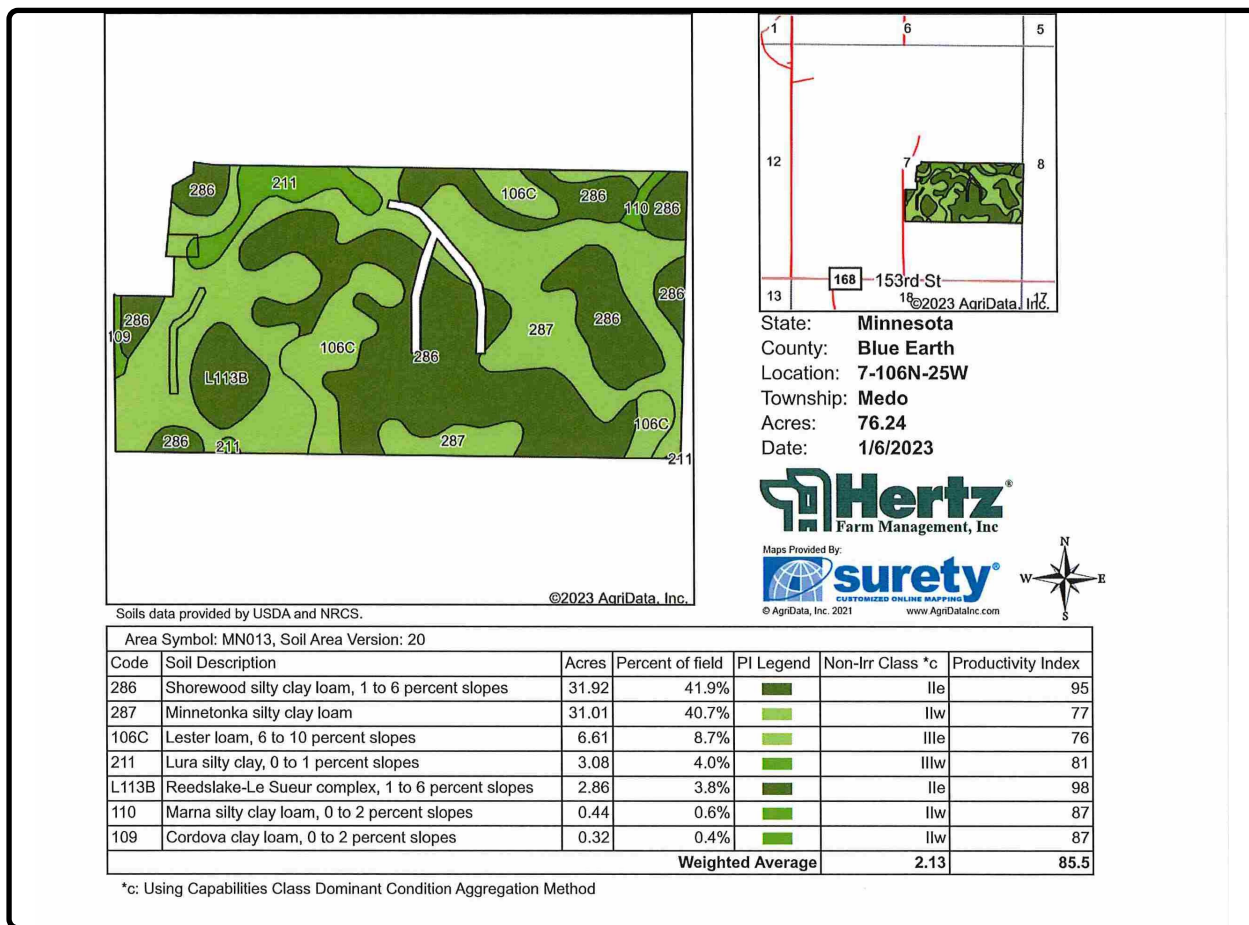 286
211
106C
286
110 286
286
286
109
287
286
106C
L113B
286
106C
286
211
287
211
©2023 AgriData, Inc.
Soils data provided by USDA and NRCS.
1
6
5
12
7
8
168
153rd St
13
18
17
©2023 AgriData, Inc.
State: Minnesota
County: Blue Earth
Location: 7-106N-25W
Township: Medo
Acres: 76.24
Date: 1/6/2023
Hertz®
Farm Management, Inc
Maps Provided By:
surety®
CUSTOMIZED ONLINE MAPPING
© AgriData, Inc. 2021 www.AgriDataInc.com
N
W E
S
Area Symbol: MN013, Soil Area Version: 20
Code Soil Description Acres Percent of field PI Legend Non-Irr Class *c Productivity Index
286 Shorewood silty clay loam, 1 to 6 percent slopes 31.92 41.9% IIe 95
287 Minnetonka silty clay loam 31.01 40.7% IIw 77
106C Lester loam, 6 to 10 percent slopes 6.61 8.7% IIIe 76
211 Lura silty clay, 0 to 1 percent slopes 3.08 4.0% IIIw 81
L113B Reedslake-Le Sueur complex, 1 to 6 percent slopes 2.86 3.8% IIe 98
110 Marna silty clay loam, 0 to 2 percent slopes 0.44 0.6% IIw 87
109 Cordova clay loam, 0 to 2 percent slopes 0.32 0.4% IIw 87
Weighted Average 2.13 85.5
*c: Using Capabilities Class Dominant Condition Aggregation Method